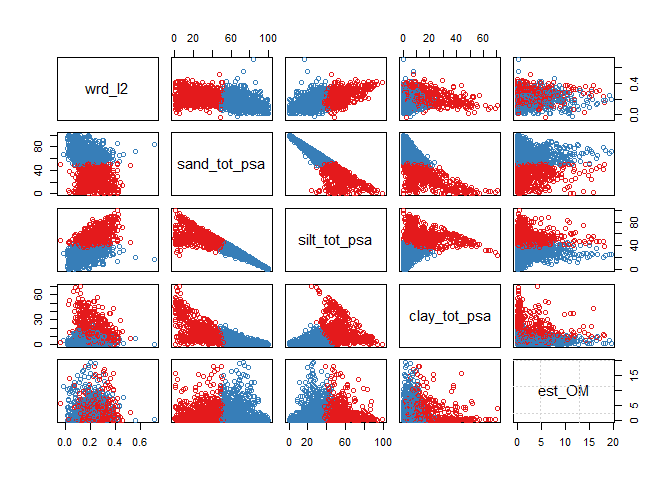 0 20 40 60 80 100
0 20 40 60
wrd_l2
0.0 0.4
sand_tot_psa
0 40 80
silt_tot_psa
0 40 80
clay_tot_psa
0 30 60
est_OM
0 5 15
0.0 0.2 0.4 0.6
0 20 60 100
0 5 10 15 20